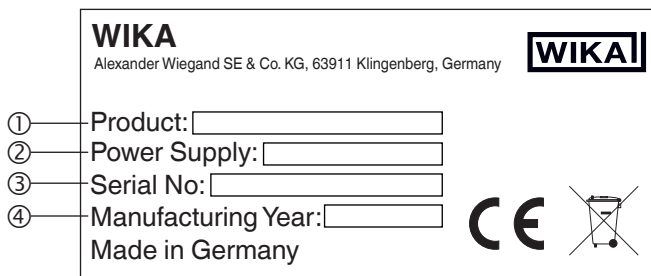 WIKA
Alexander Wiegand SE & Co. KG, 63911 Klingenberg, Germany
WIKAI
① Product:
② Power Supply:
③ Serial No:
④ Manufacturing Year:
Made in Germany
CE